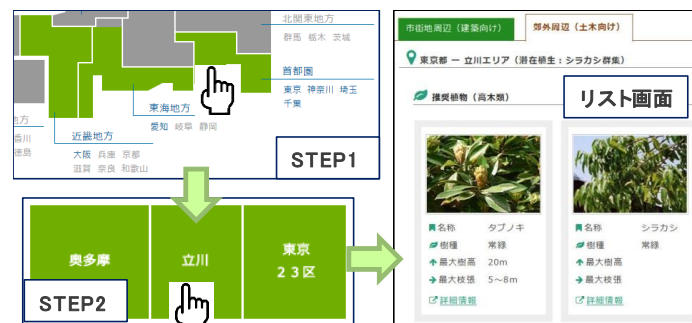 北関東地方
群馬 栃木 茨城
首都圏
東京 神奈川 埼玉
千葉
東海地方
愛知 岐阜 静岡
地方
香川
徳島
近畿地方
大阪 兵庫 京都
滋賀 奈良 和歌山
STEP1
奥多摩
立川
東京
23区
STEP2
市街地周辺（建築向け）
郊外周辺（土木向け）
東京都 ー 立川エリア（潜在植生：シラカシ群集）
推奨植物（高木類）
リスト画面
名称 タブノキ
樹種 常緑
最大樹高 20m
最大枝張 5～8m
詳細情報
名称 シラカシ
樹種 常緑
最大樹高
最大枝張
詳細情報